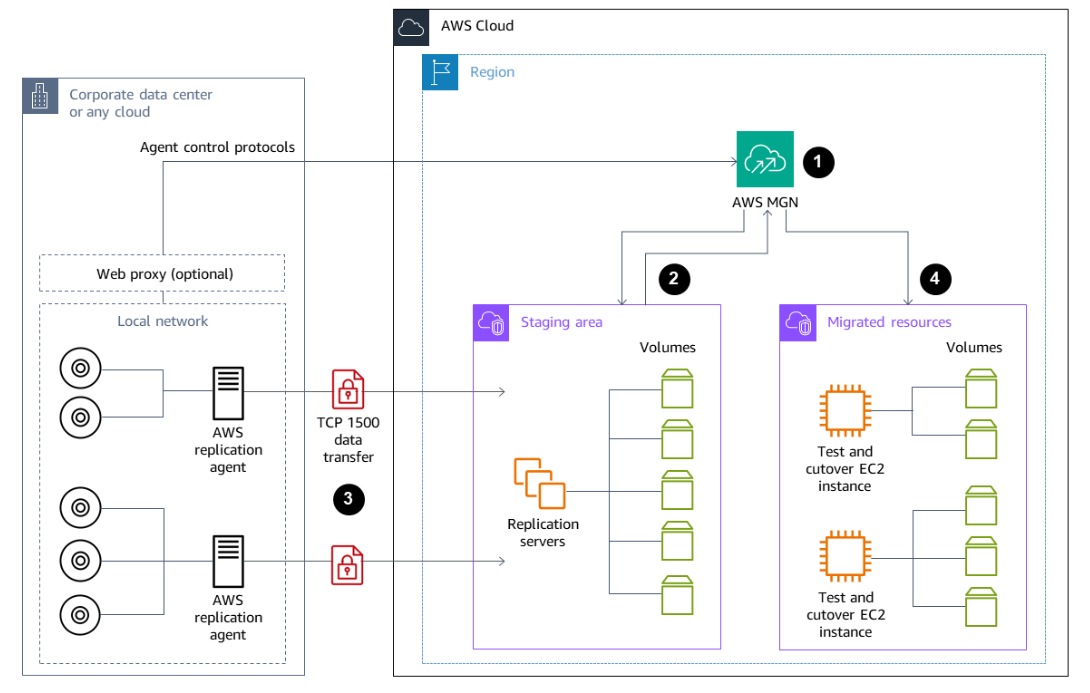 AWS Cloud
Region
Corporate data center
or any cloud
Agent control protocols
1
AWS MGN
Web proxy (optional)
2
4
Local network
Staging area
Migrated resources
Volumes
Volumes
AWS
replication
agent
TCP 1500
data
transfer
3
Replication
servers
Test and
cutover EC2
instance
AWS
replication
agent
Test and
cutover EC2
instance